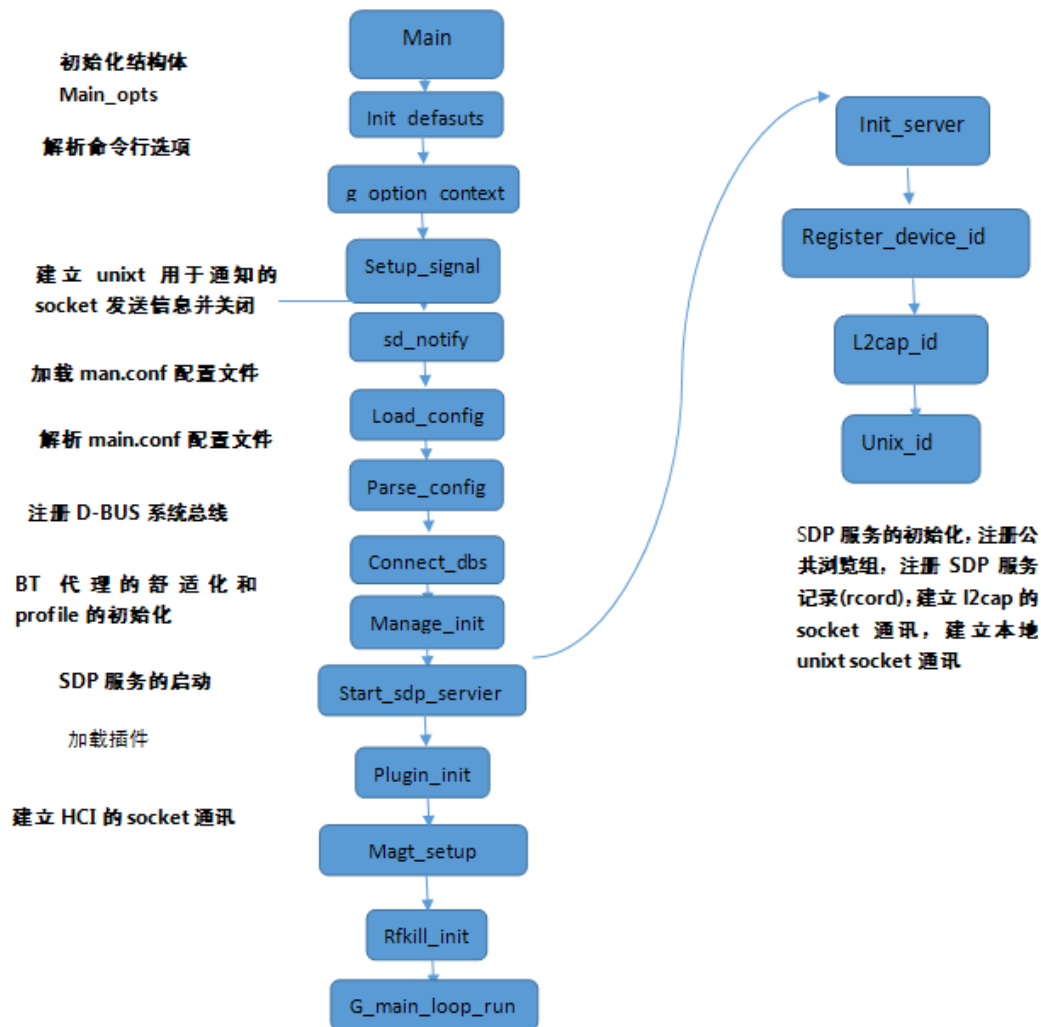 Main
初始化结构体
Main_opts
Init_defasuts
解析命令行选项
g_option_context
Setup_signal
建立 unixt 用于通知的
socket 发送信息并关闭
sd_notify
加载 man.conf 配置文件
Load_config
解析 main.conf 配置文件
Parse_config
注册 D-BUS 系统总线
Connect_dbs
BT 代理的舒适化和
profile 的初始化
Manage_init
SDP 服务的启动
Start_sdp_servier
加载插件
Plugin_init
建立 HCI 的 socket 通讯
Magt_setup
Rfkill_init
G_main_loop_run
Init_server
Register_device_id
L2cap_id
Unix_id
SDP 服务的初始化，注册公
共浏览组，注册 SDP 服务
记录(rcord)，建立 l2cap 的
socket 通讯，建立本地
unixt socket 通讯